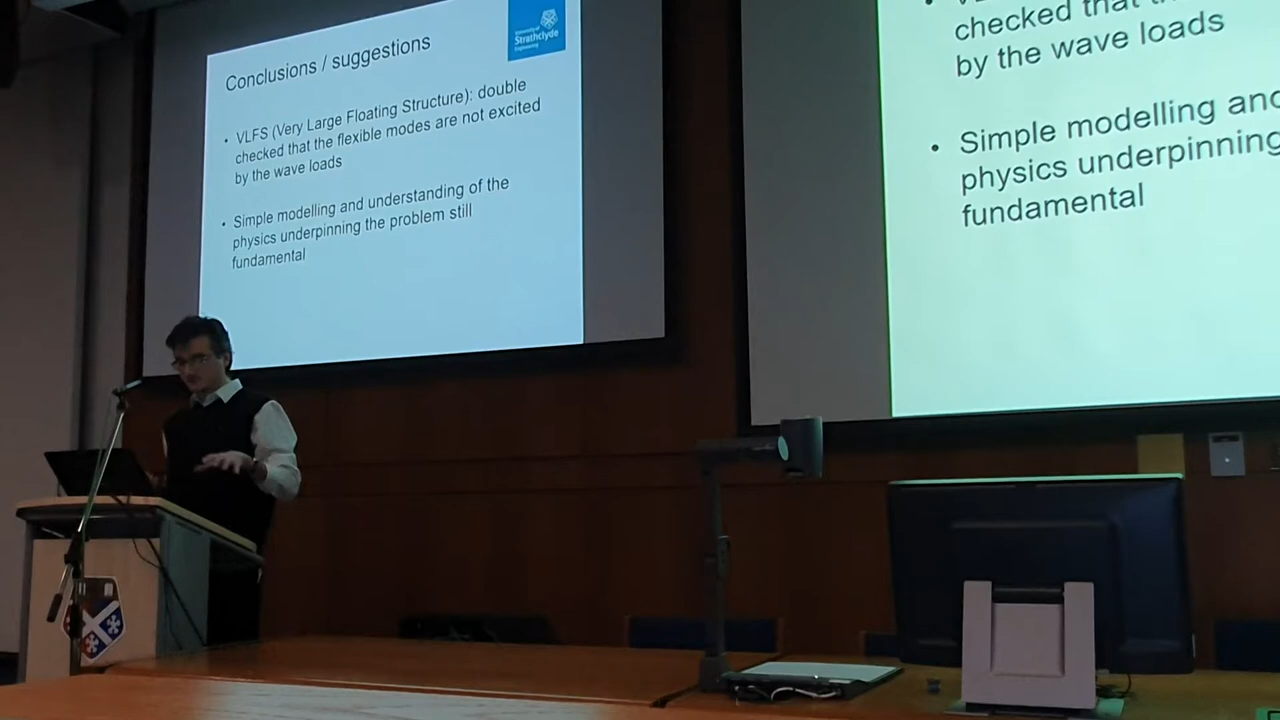 Conclusions / suggestions
University of
Strathclyde
Engineering
• VLFS (Very Large Floating Structure): double
checked that the flexible modes are not excited
by the wave loads
• Simple modelling and understanding of the
physics underpinning the problem still
fundamental
checked that
by the wave loads
• Simple modelling and
physics underpinning
fundamental